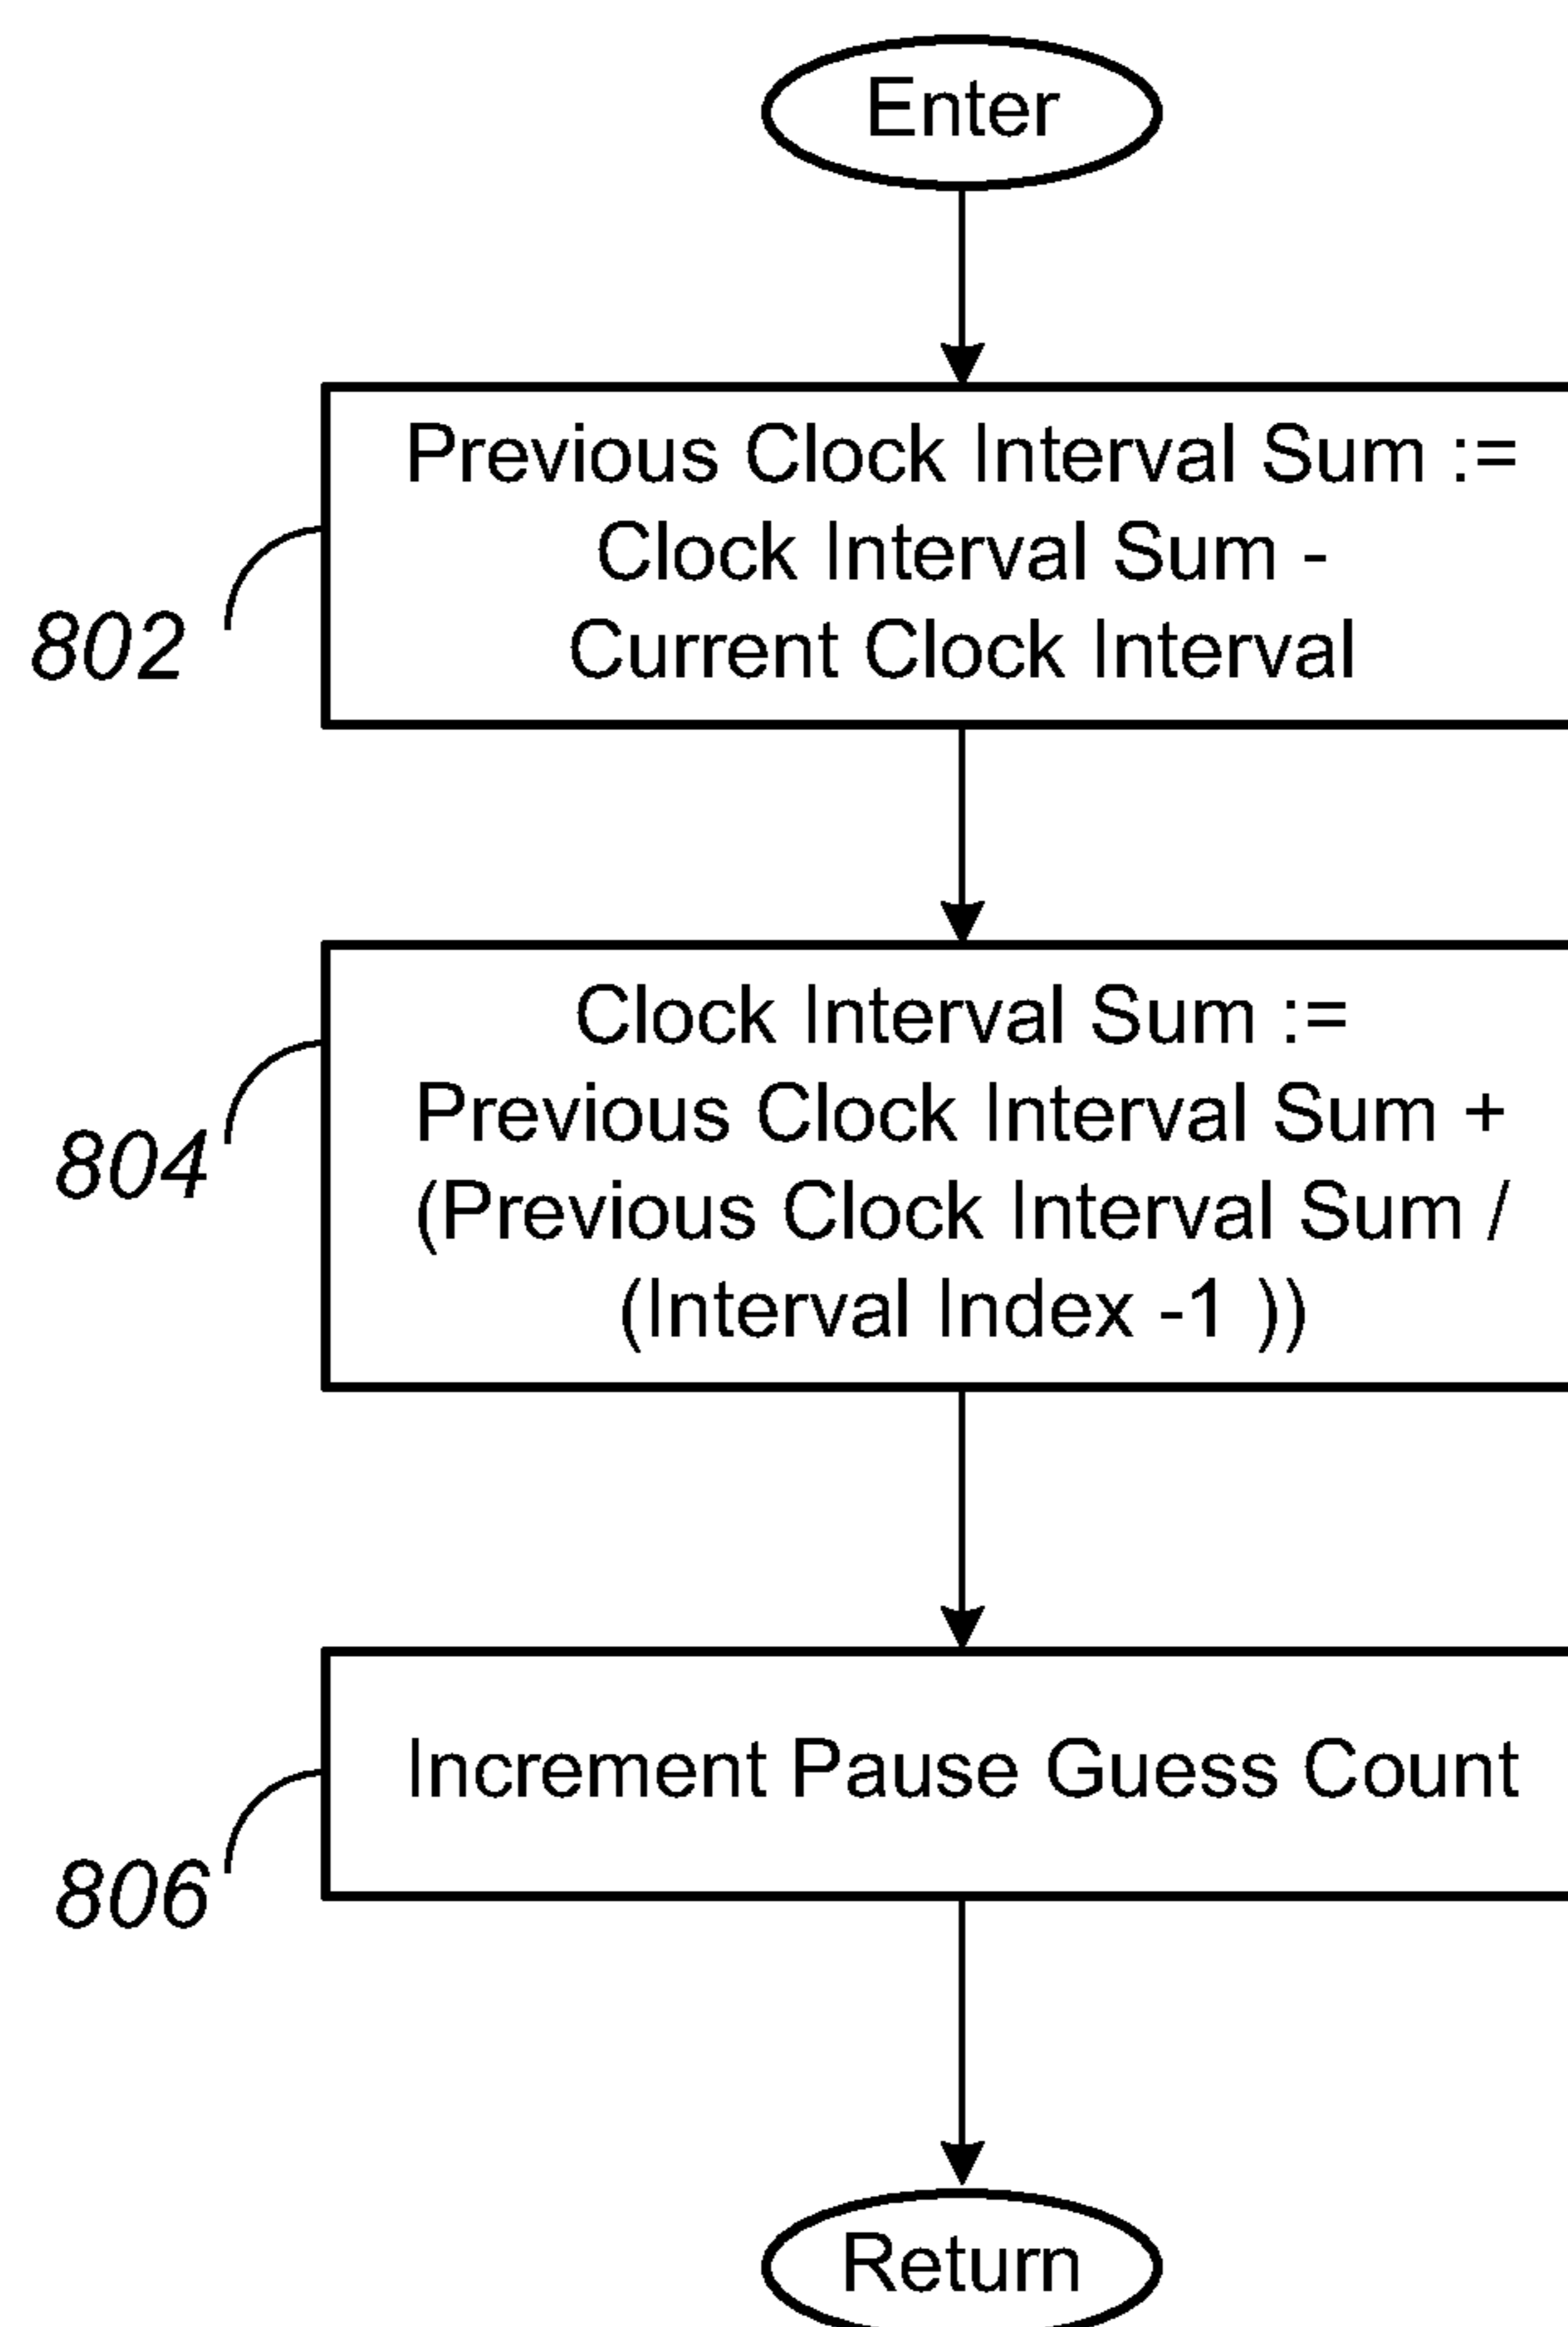 Enter
Previous Clock Interval Sum :=
Clock Interval Sum -
Current Clock Interval
802
Clock Interval Sum :=
Previous Clock Interval Sum +
(Previous Clock Interval Sum /
(Interval Index -1 ))
804
Increment Pause Guess Count
806
Return